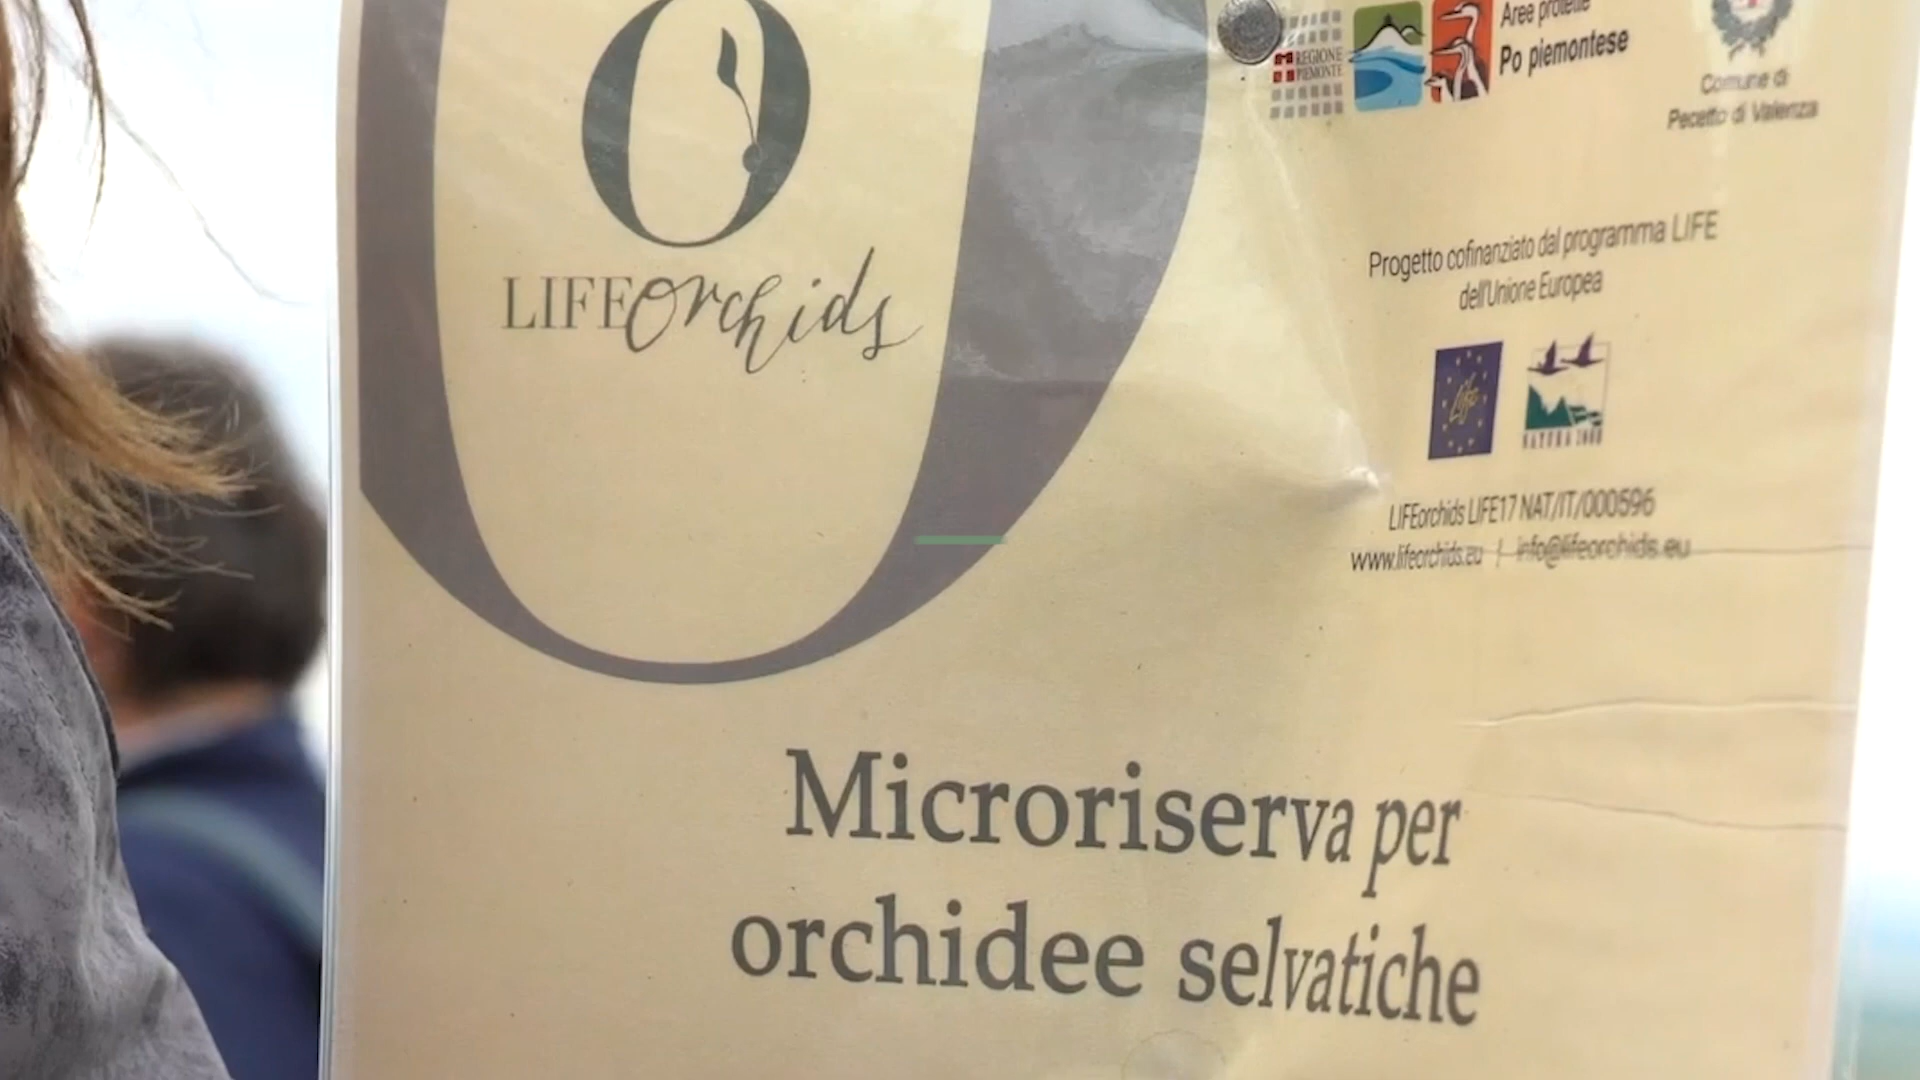 LIFEorchids
REGIONE
PIEMONTE
Aree protette
Po piemontese
Comune di
Pecetto di Valenza
Progetto cofinanziato dal programma LIFE
dell'Unione Europea
Life
NATURA 2000
LIFEorchids LIFE17 NAT/IT/000596
www.lifeorchids.eu | info@lifeorchids.eu
Microriserva per
orchidee selvatiche